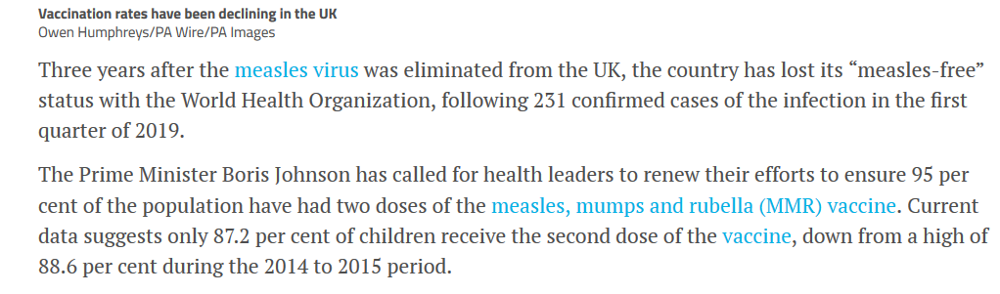 Vaccination rates have been declining in the UK
Owen Humphreys/PA Wire/PA Images
Three years after the measles virus was eliminated from the UK, the country has lost its “measles-free”
status with the World Health Organization, following 231 confirmed cases of the infection in the first
quarter of 2019.
The Prime Minister Boris Johnson has called for health leaders to renew their efforts to ensure 95 per
cent of the population have had two doses of the measles, mumps and rubella (MMR) vaccine. Current
data suggests only 87.2 per cent of children receive the second dose of the vaccine, down from a high of
88.6 per cent during the 2014 to 2015 period.